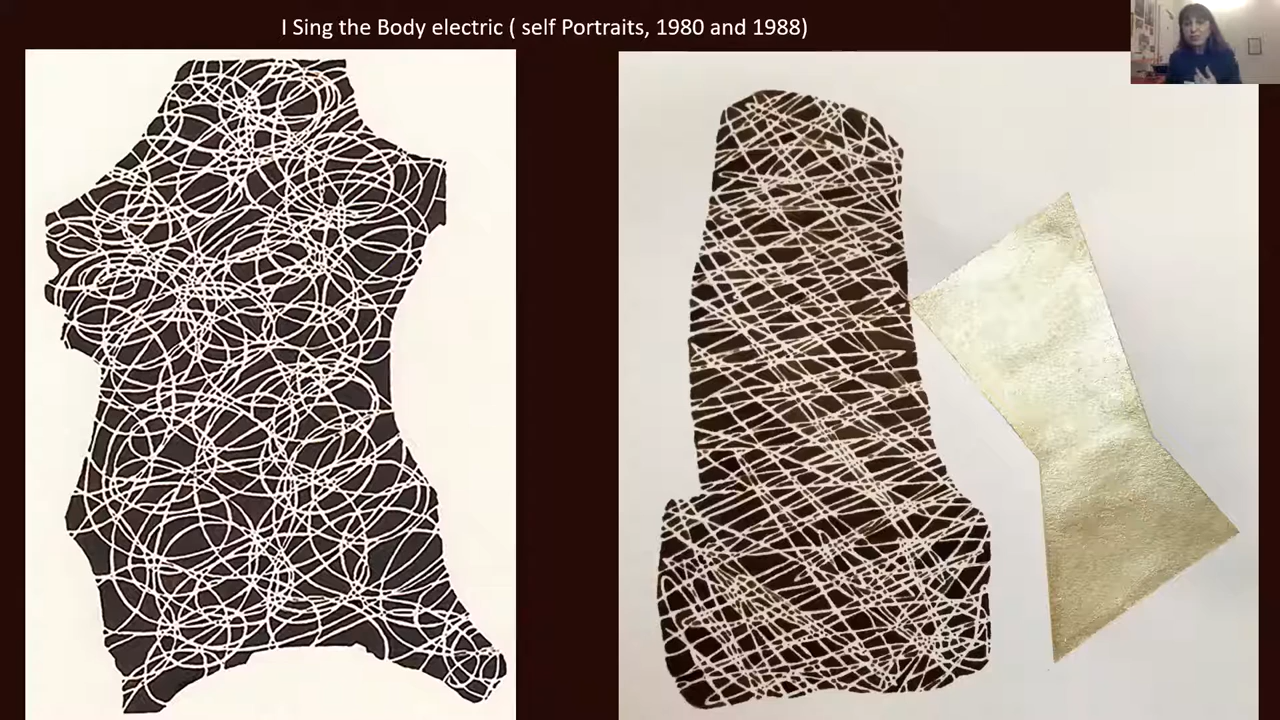 I Sing the Body electric ( self Portraits, 1980 and 1988)